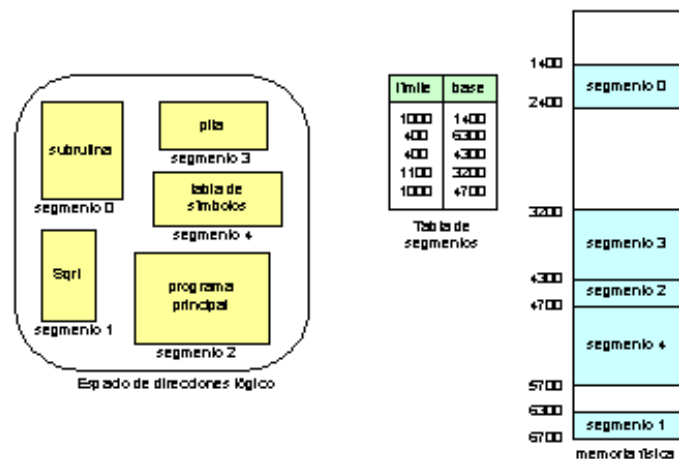 subrutina
segmento 0
pila
segmento 3
tabla de
símbolos
segmento 4
Sqrt
segmento 1
programa
principal
segmento 2
Espacio de direcciones lógico
límite base
1000 1400
400 6300
400 4300
1100 3200
1000 4700
Tabla de
segmentos
1400
segmento 0
2400
3200
segmento 3
4300
segmento 2
4700
segmento 4
5700
6300
segmento 1
6700
memoria física